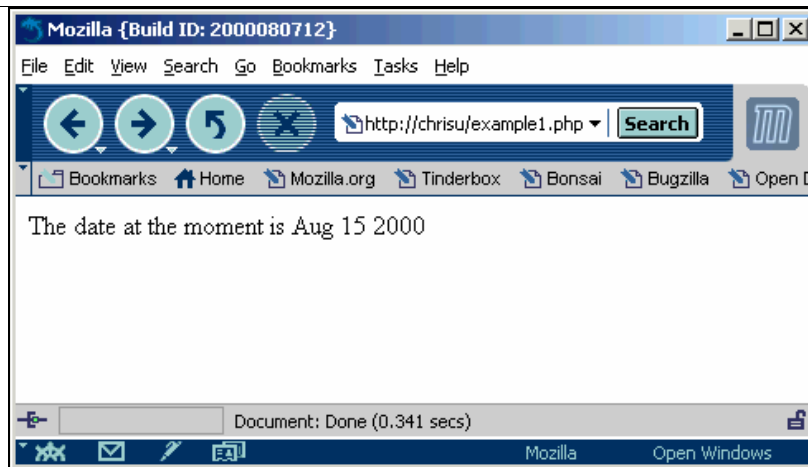 Mozilla {Build ID: 2000080712}
File Edit View Search Go Bookmarks Tasks Help
http://chrisu/example1.php Search
Bookmarks Home Mozilla.org Tinderbox Bonsai Bugzilla Open D
The date at the moment is Aug 15 2000
Document: Done (0.341 secs)
Mozilla Open Windows